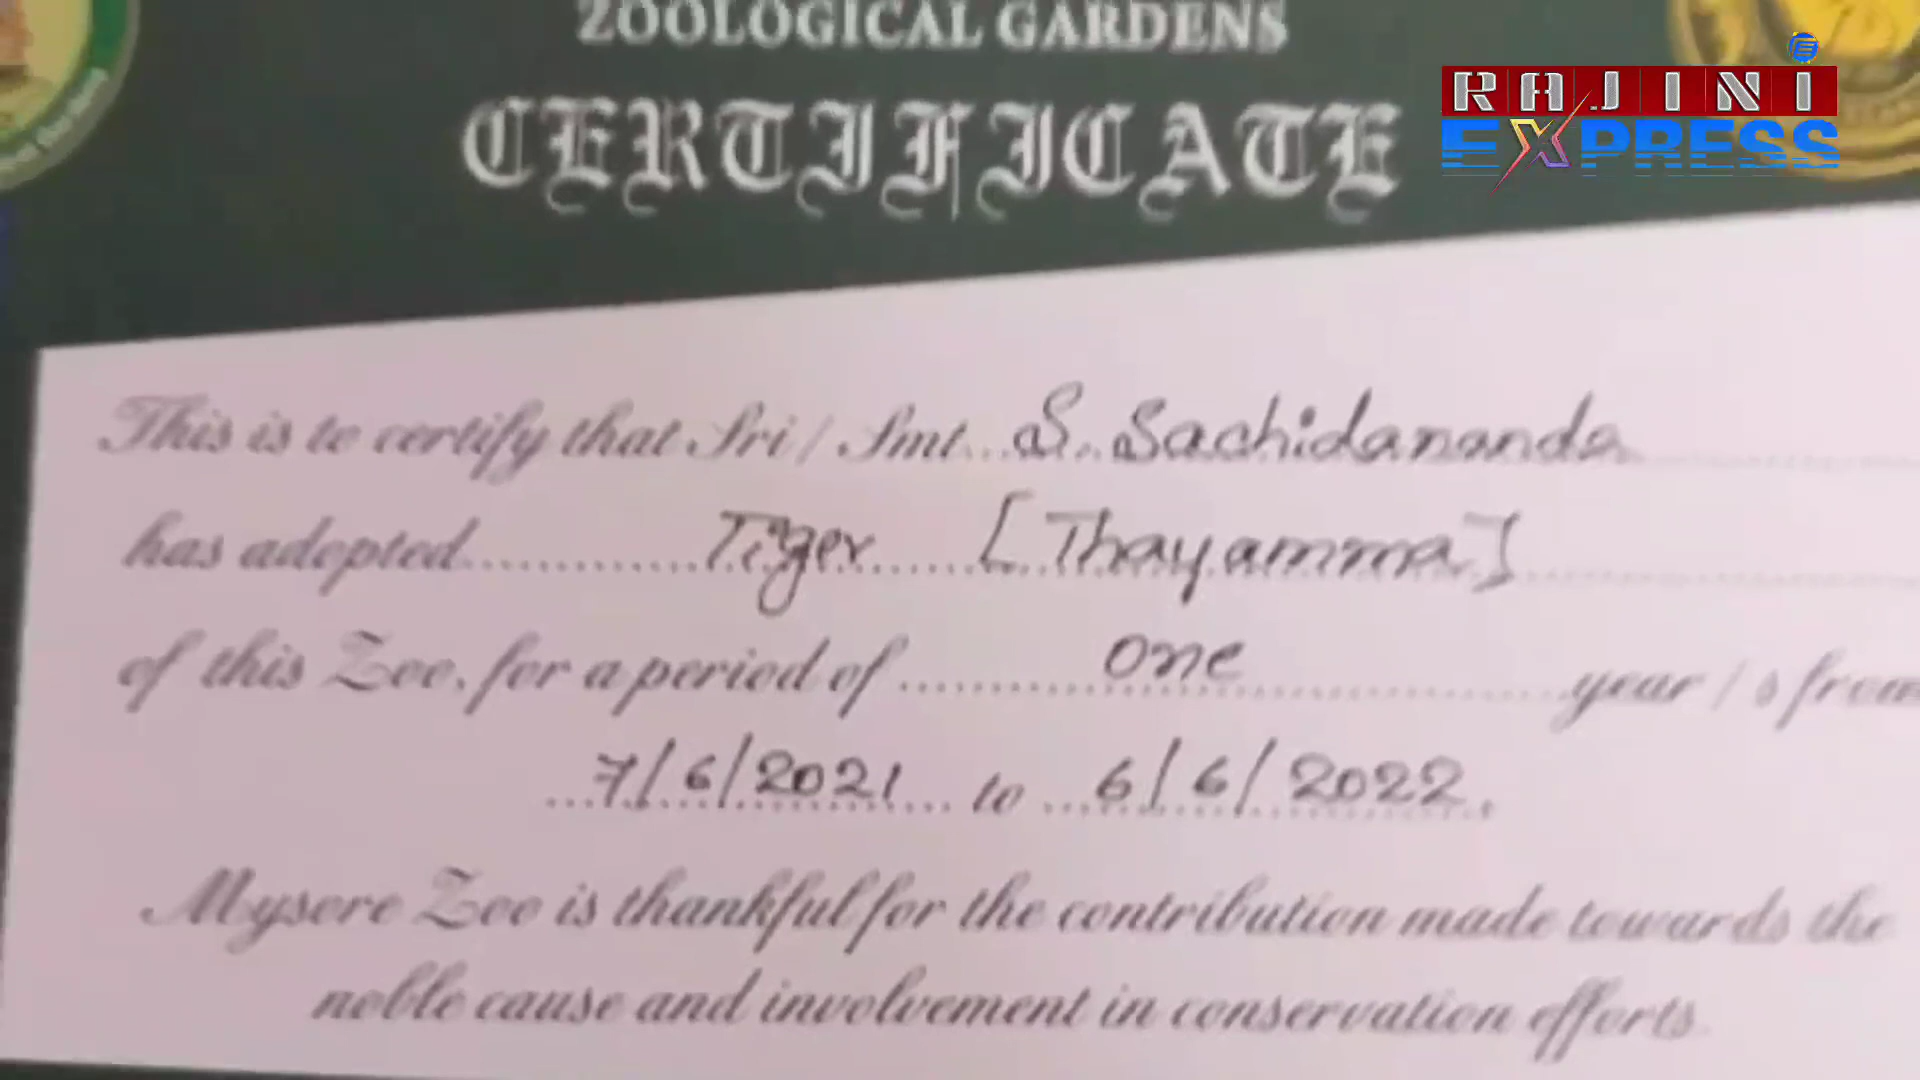 ZOOLOGICAL GARDENS
CERTIFICATE
RAJINI
EXPRESS
This is to certify that Sri / Smt...S. Sachidananda
has adopted..........Tiger......[Thayamma]
of this Zoo, for a period of..........one..........year / s from
...7/6/2021... to ...6/6/2022.
Mysore Zoo is thankful for the contribution made towards the
noble cause and involvement in conservation efforts.